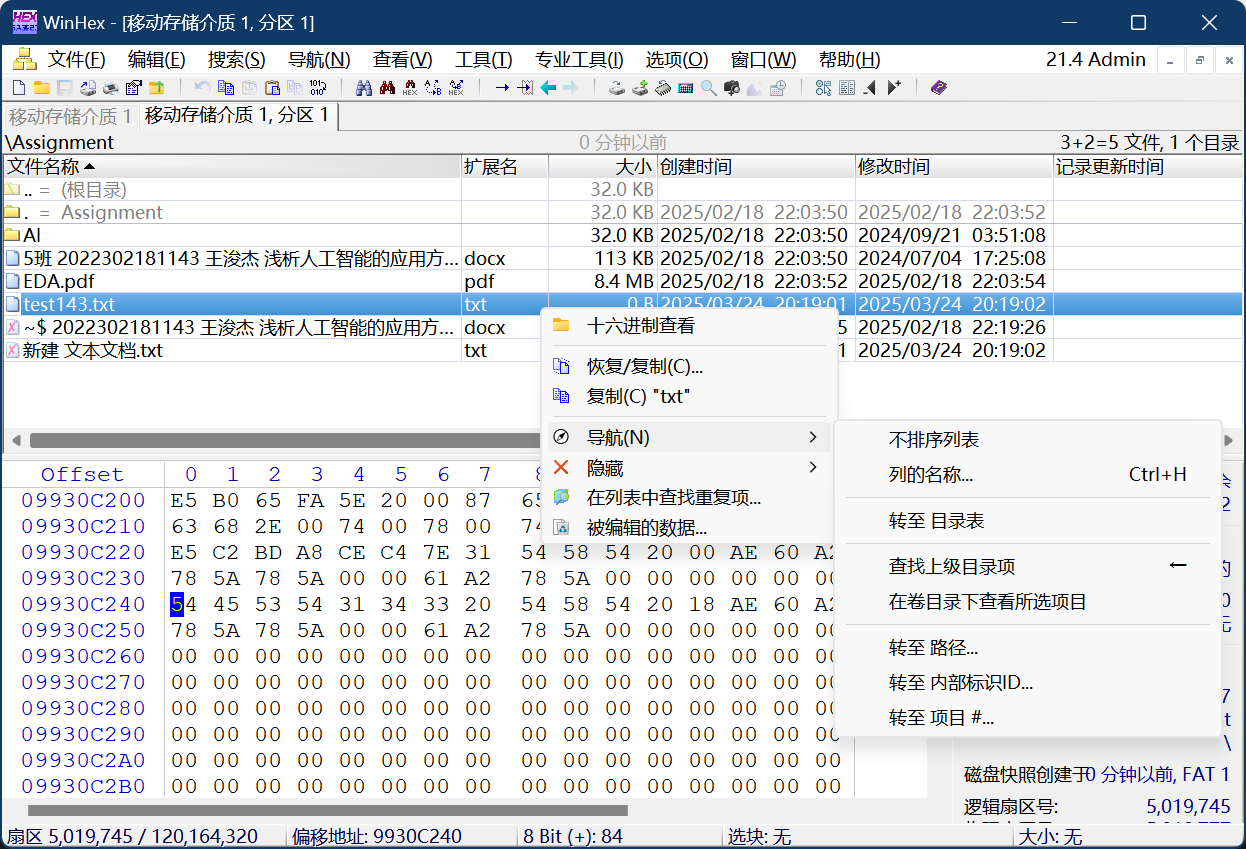 WinHex - [移动存储介质 1, 分区 1]
文件(F) 编辑(E) 搜索(S) 导航(N) 查看(V) 工具(T) 专业工具(I) 选项(O) 窗口(W) 帮助(H) 21.4 Admin
移动存储介质 1 移动存储介质 1, 分区 1
\Assignment 0 分钟以前 3+2=5 文件, 1 个目录
文件名称 扩展名 大小 创建时间 修改时间 记录更新时间
.. = (根目录) 32.0 KB
. = Assignment 32.0 KB 2025/02/18 22:03:50 2025/02/18 22:03:52
AI 32.0 KB 2025/02/18 22:03:50 2024/09/21 03:51:08
5班 2022302181143 王浚杰 浅析人工智能的应用方... docx 113 KB 2025/02/18 22:03:50 2024/07/04 17:25:08
EDA.pdf pdf 8.4 MB 2025/02/18 22:03:52 2025/02/18 22:03:54
test143.txt txt 0 B 2025/03/24 20:19:01 2025/03/24 20:19:02
~$ 2022302181143 王浚杰 浅析人工智能的应用方... docx 5 2025/02/18 22:19:26
新建 文本文档.txt txt 1 2025/03/24 20:19:02
十六进制查看
恢复/复制(C)...
复制(C) "txt"
导航(N)
隐藏
在列表中查找重复项...
被编辑的数据...
不排序列表
列的名称... Ctrl+H
转至 目录表
查找上级目录项 ←
在卷目录下查看所选项目
转至 路径...
转至 内部标识ID...
转至 项目 #...
Offset 0 1 2 3 4 5 6 7
09930C200 E5 B0 65 FA 5E 20 00 87 65
09930C210 63 68 2E 00 74 00 78 00 74
09930C220 E5 C2 BD A8 CE C4 7E 31 54 58 54 20 00 AE 60 A2
09930C230 78 5A 78 5A 00 00 61 A2 78 5A 00 00 00 00 00 00
09930C240 54 45 53 54 31 34 33 20 54 58 54 20 18 AE 60 A2
09930C250 78 5A 78 5A 00 00 61 A2 78 5A 00 00 00 00 00 00
09930C260 00 00 00 00 00 00 00 00 00 00 00 00 00 00 00 00
09930C270 00 00 00 00 00 00 00 00 00 00 00 00 00 00 00 00
09930C280 00 00 00 00 00 00 00 00 00 00 00 00 00 00 00 00
09930C290 00 00 00 00 00 00 00 00 00 00 00 00 00 00 00 00
09930C2A0 00 00 00 00 00 00 00 00 00 00 00 00 00 00 00 00
09930C2B0 00 00 00 00 00 00 00 00 00 00 00 00 00 00 00 00
2
0
7
t
\
磁盘快照创建于0 分钟以前, FAT 1
逻辑扇区号: 5,019,745
扇区 5,019,745 / 120,164,320 偏移地址: 9930C240 8 Bit (+): 84 选块: 无 大小: 无